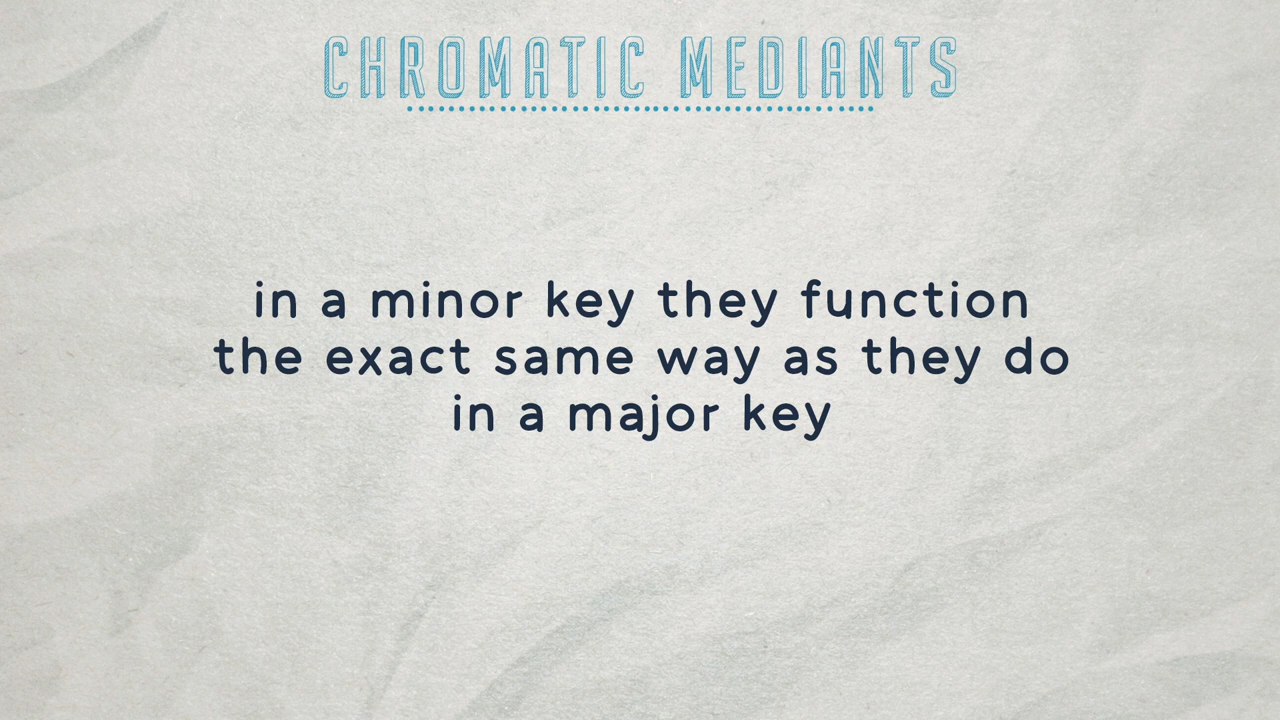 CHROMATIC MEDIANTS
in a minor key they function
the exact same way as they do
in a major key